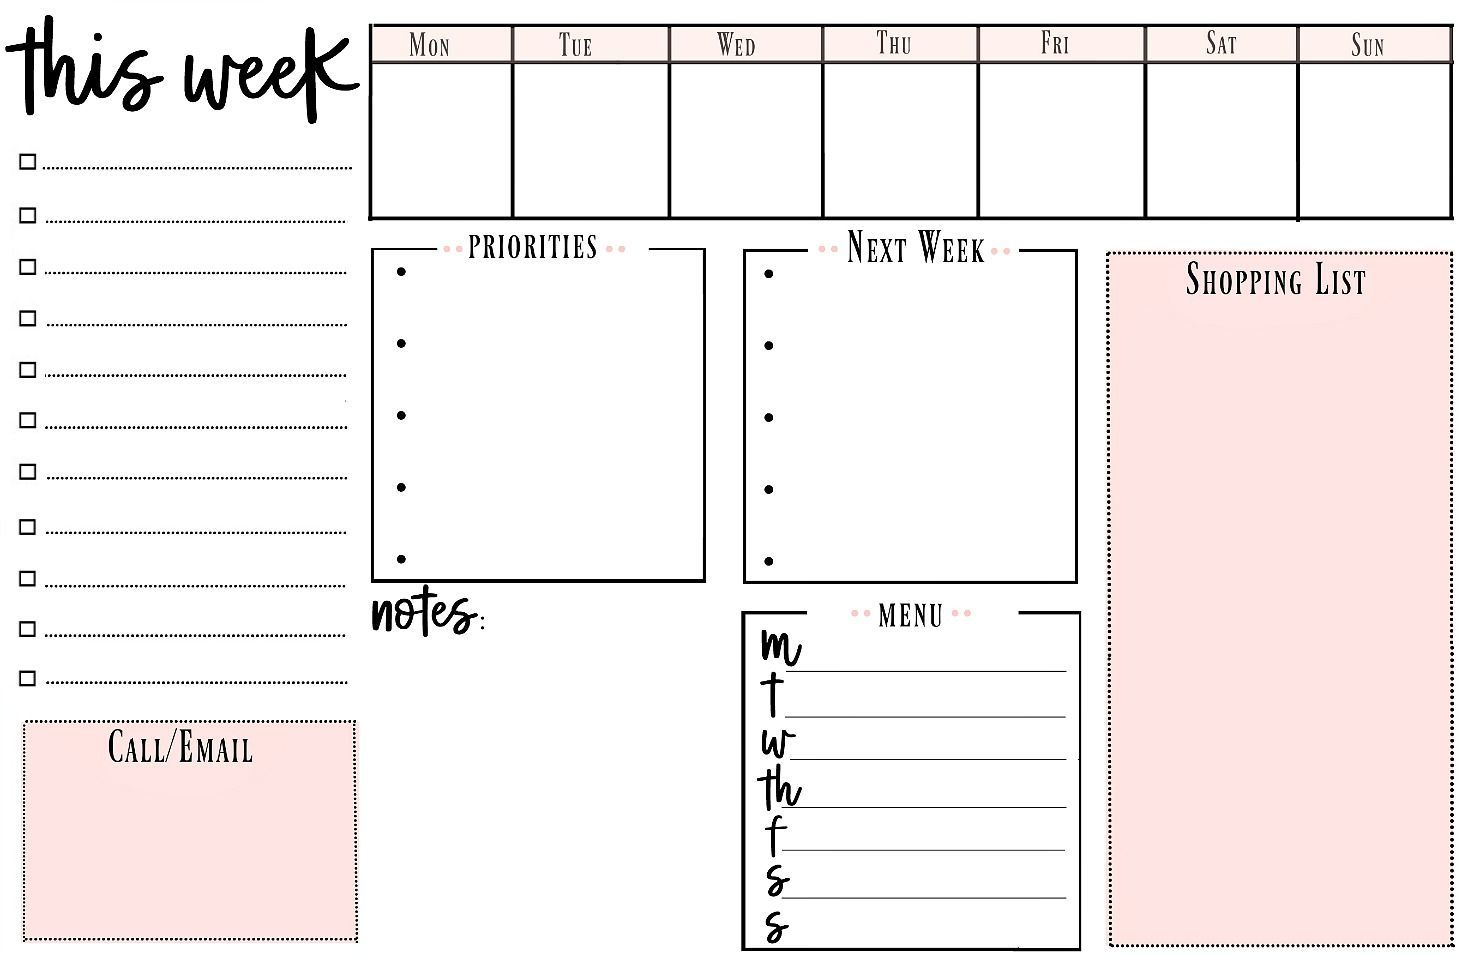 this week
Mon Tue Wed Thu Fri Sat Sun
PRIORITIES
Next Week
Shopping List
notes:
MENU
m
t
w
th
f
s
s
Call/Email